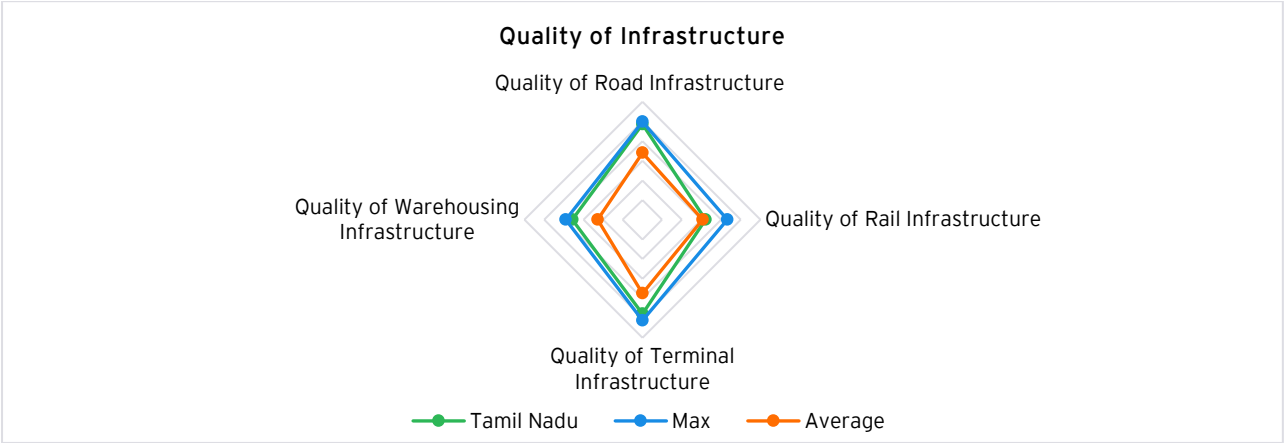 Quality of Infrastructure
Quality of Road Infrastructure
Quality of Warehousing
Infrastructure
Quality of Rail Infrastructure
Quality of Terminal
Infrastructure
Tamil Nadu
Max
Average